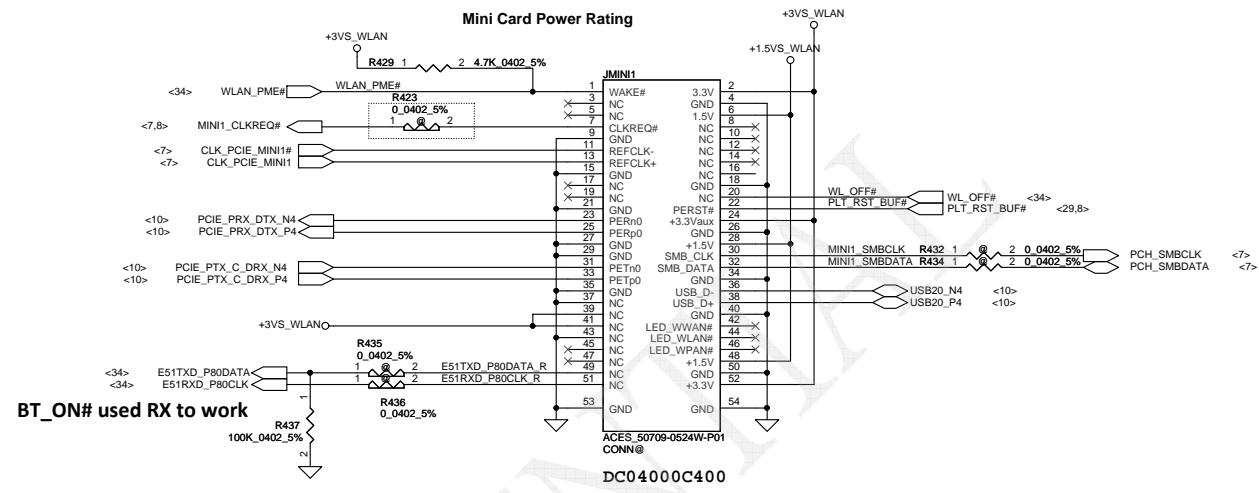 Mini Card Power Rating
+3VS_WLAN
+3VS_WLAN
+1.5VS_WLAN
R429 1 2 4.7K_0402_5%
JMINI1
<34> WLAN_PME# WLAN_PME# 1 WAKE# 3.3V 2
R423
0_0402_5%
3 NC GND 4
5 NC 1.5V 6
<7,8> MINI1_CLKREQ# 1 @ 2 7 CLKREQ# NC 8
9 GND NC 10
<7> CLK_PCIE_MINI1# 11 REFCLK- NC 12
<7> CLK_PCIE_MINI1 13 REFCLK+ NC 14
15 GND NC 16
17 NC GND 18
19 NC NC 20 WL_OFF# WL_OFF# <34>
21 GND PERST# 22 PLT_RST_BUF# PLT_RST_BUF# <29,8>
<10> PCIE_PRX_DTX_N4 23 PERn0 +3.3Vaux 24
<10> PCIE_PRX_DTX_P4 25 PERp0 GND 26
27 GND +1.5V 28
29 GND SMB_CLK 30 MINI1_SMBCLK R432 1 @ 2 0_0402_5% PCH_SMBCLK <7>
<10> PCIE_PTX_C_DRX_N4 31 PETn0 SMB_DATA 32 MINI1_SMBDATA R434 1 @ 2 0_0402_5% PCH_SMBDATA <7>
<10> PCIE_PTX_C_DRX_P4 33 PETp0 GND 34
35 GND USB_D- 36 USB20_N4 <10>
37 NC USB_D+ 38 USB20_P4 <10>
39 NC GND 40
+3VS_WLAN 41 NC LED_WWAN# 42
43 NC LED_WLAN# 44
45 NC LED_WPAN# 46
R435
0_0402_5%
47 NC +1.5V 48
<34> E51TXD_P80DATA 1 @ 2 E51TXD_P80DATA_R 49 NC GND 50
<34> E51RXD_P80CLK 1 @ 2 E51RXD_P80CLK_R 51 NC +3.3V 52
R436
0_0402_5%
53 GND GND 54
BT_ON# used RX to work
1
R437
100K_0402_5%
2
ACES_50709-0524W-P01
CONN@
DC04000C400